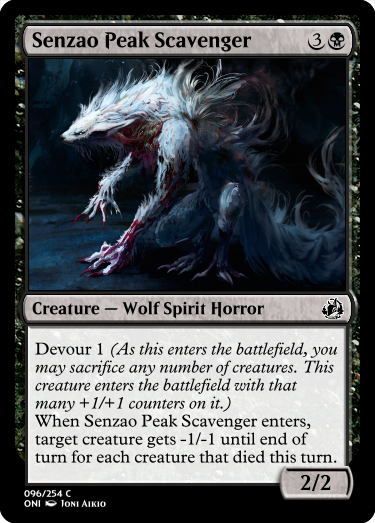 Senzao Peak Scavenger 3
Creature — Wolf Spirit Horror
Devour 1 (As this enters the battlefield, you
may sacrifice any number of creatures. This
creature enters the battlefield with that
many +1/+1 counters on it.)
When Senzao Peak Scavenger enters,
target creature gets -1/-1 until end of
turn for each creature that died this turn.
2/2
096/254 C
ONI Joni Aikio